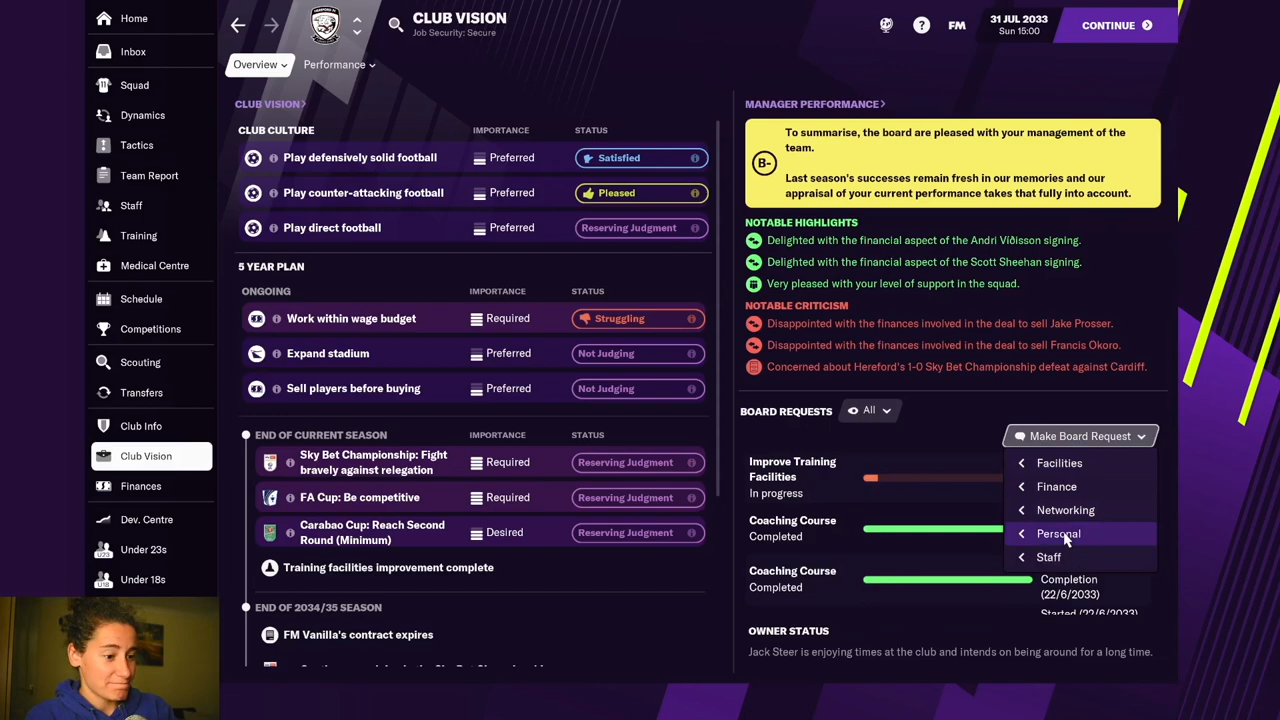 Home
Inbox
Squad
Dynamics
Tactics
Team Report
Staff
Training
Medical Centre
Schedule
Competitions
Scouting
Transfers
Club Info
Club Vision
Finances
Dev. Centre
Under 23s
Under 18s
CLUB VISION
Job Security: Secure
FM
31 JUL 2033
Sun 15:00
CONTINUE
Overview
Performance
CLUB VISION
CLUB CULTURE IMPORTANCE STATUS
Play defensively solid football Preferred Satisfied
Play counter-attacking football Preferred Pleased
Play direct football Preferred Reserving Judgment
5 YEAR PLAN
ONGOING IMPORTANCE STATUS
Work within wage budget Required Struggling
Expand stadium Preferred Not Judging
Sell players before buying Preferred Not Judging
END OF CURRENT SEASON IMPORTANCE STATUS
Sky Bet Championship: Fight
bravely against relegation Required Reserving Judgment
FA Cup: Be competitive Required Reserving Judgment
Carabao Cup: Reach Second
Round (Minimum) Desired Reserving Judgment
Training facilities improvement complete
END OF 2034/35 SEASON
FM Vanilla's contract expires
MANAGER PERFORMANCE
B-
To summarise, the board are pleased with your management of the
team.
Last season's successes remain fresh in our memories and our
appraisal of your current performance takes that fully into account.
NOTABLE HIGHLIGHTS
Delighted with the financial aspect of the Andri Víðisson signing.
Delighted with the financial aspect of the Scott Sheehan signing.
Very pleased with your level of support in the squad.
NOTABLE CRITICISM
Disappointed with the finances involved in the deal to sell Jake Prosser.
Disappointed with the finances involved in the deal to sell Francis Okoro.
Concerned about Hereford's 1-0 Sky Bet Championship defeat against Cardiff.
BOARD REQUESTS All
Make Board Request
Facilities
Finance
Networking
Personal
Staff
Improve Training
Facilities
In progress
Coaching Course
Completed
Coaching Course
Completed
Completion
(22/6/2033)
Started (22/6/2033)
OWNER STATUS
Jack Steer is enjoying times at the club and intends on being around for a long time.